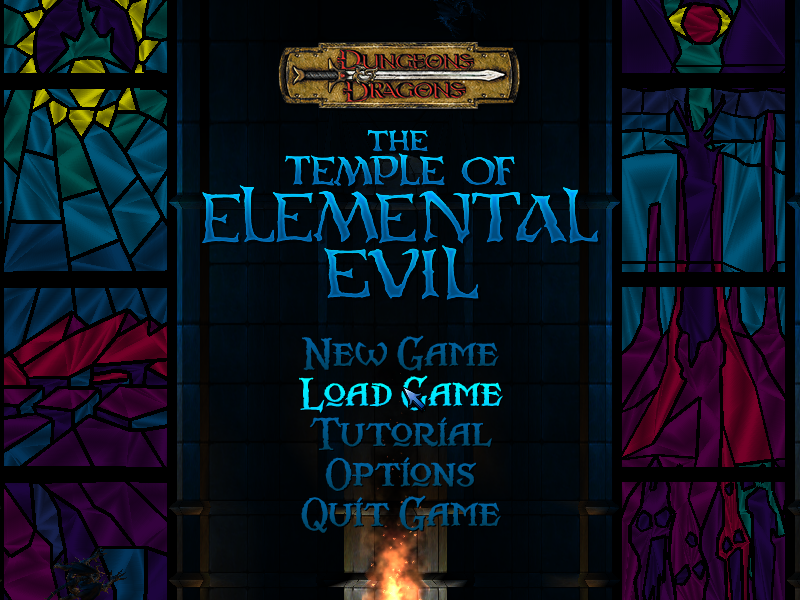 DUNGEONS
DRAGONS
THE
TEMPLE OF
ELEMENTAL
EVIL
NEW GAME
LOAD GAME
TUTORIAL
OPTIONS
QUIT GAME